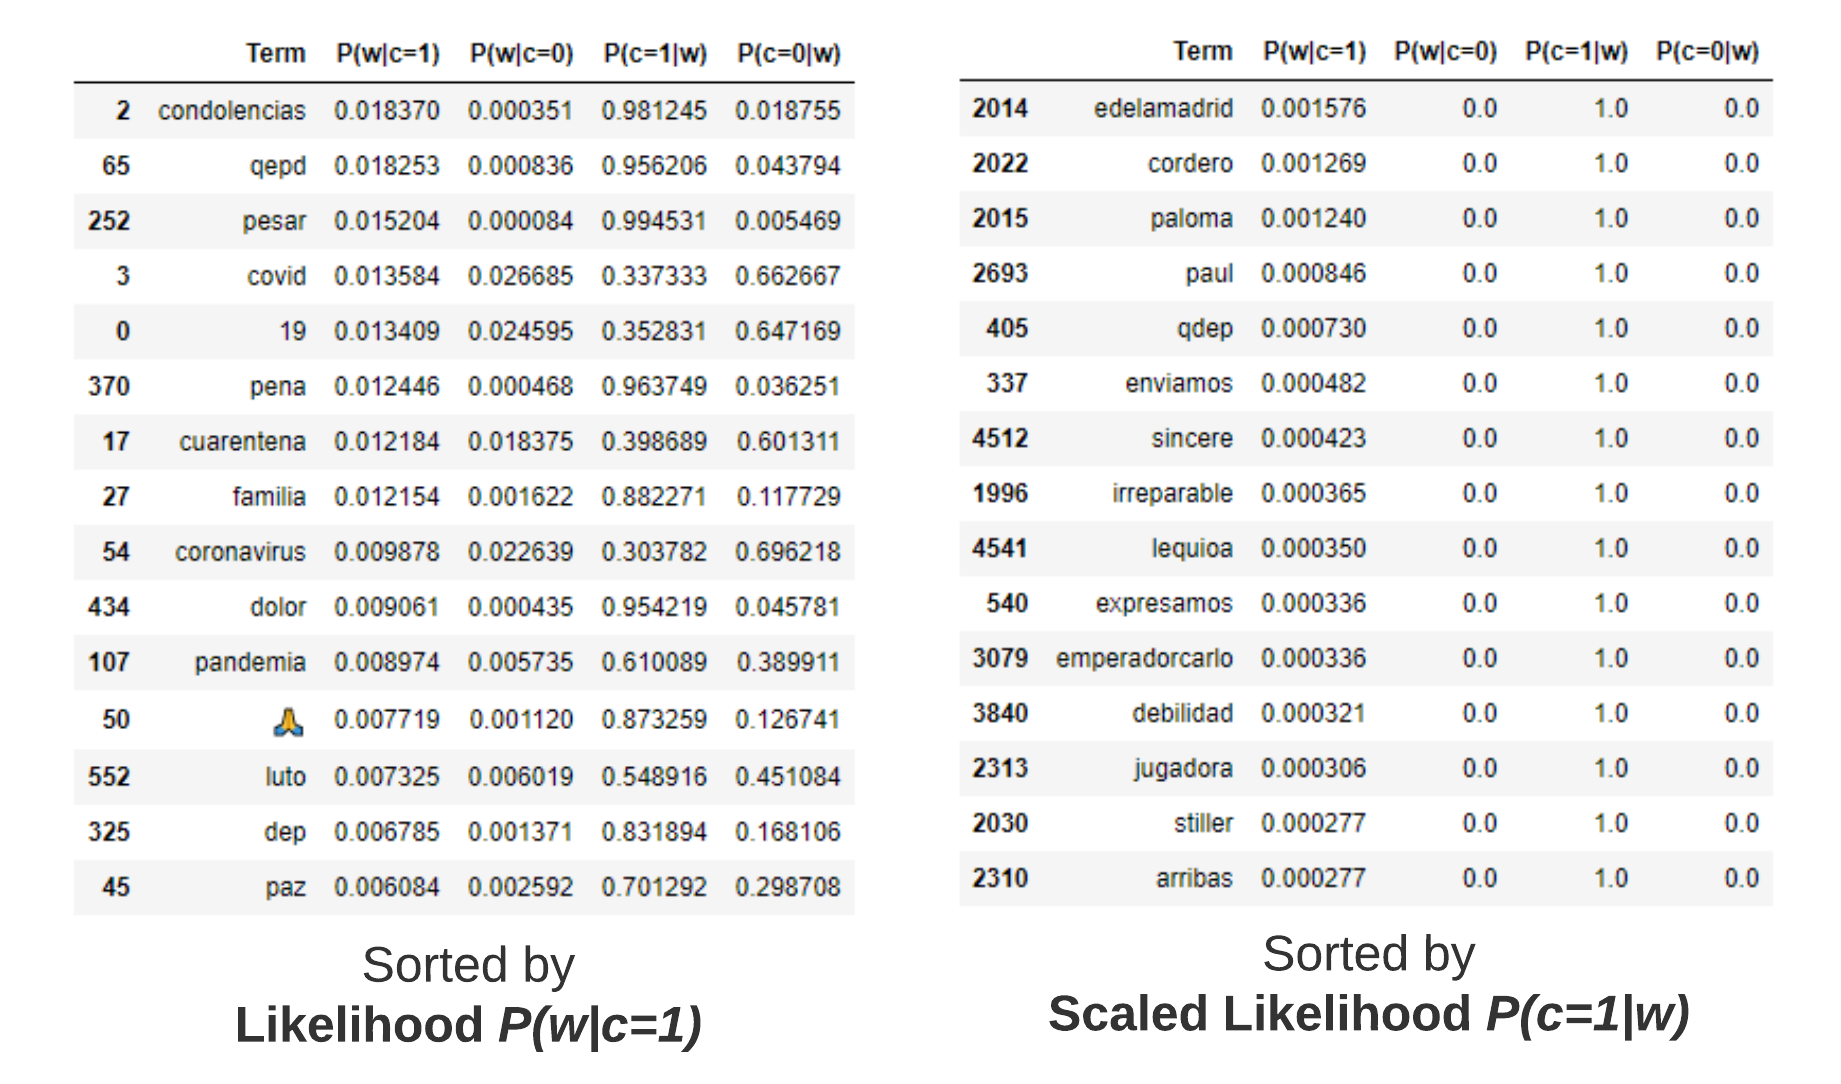 Term P(w|c=1) P(w|c=0) P(c=1|w) P(c=0|w)
2 condolencias 0.018370 0.000351 0.981245 0.018755
65 qepd 0.018253 0.000836 0.956206 0.043794
252 pesar 0.015204 0.000084 0.994531 0.005469
3 covid 0.013584 0.026685 0.337333 0.662667
0 19 0.013409 0.024595 0.352831 0.647169
370 pena 0.012446 0.000468 0.963749 0.036251
17 cuarentena 0.012184 0.018375 0.398689 0.601311
27 familia 0.012154 0.001622 0.882271 0.117729
54 coronavirus 0.009878 0.022639 0.303782 0.696218
434 dolor 0.009061 0.000435 0.954219 0.045781
107 pandemia 0.008974 0.005735 0.610089 0.389911
50 🙏 0.007719 0.001120 0.873259 0.126741
552 luto 0.007325 0.006019 0.548916 0.451084
325 dep 0.006785 0.001371 0.831894 0.168106
45 paz 0.006084 0.002592 0.701292 0.298708
Sorted by
Likelihood P(w|c=1)
Term P(w|c=1) P(w|c=0) P(c=1|w) P(c=0|w)
2014 edelamadrid 0.001576 0.0 1.0 0.0
2022 cordero 0.001269 0.0 1.0 0.0
2015 paloma 0.001240 0.0 1.0 0.0
2693 paul 0.000846 0.0 1.0 0.0
405 qdep 0.000730 0.0 1.0 0.0
337 enviamos 0.000482 0.0 1.0 0.0
4512 sincere 0.000423 0.0 1.0 0.0
1996 irreparable 0.000365 0.0 1.0 0.0
4541 lequioa 0.000350 0.0 1.0 0.0
540 expresamos 0.000336 0.0 1.0 0.0
3079 emperadorcarlo 0.000336 0.0 1.0 0.0
3840 debilidad 0.000321 0.0 1.0 0.0
2313 jugadora 0.000306 0.0 1.0 0.0
2030 stiller 0.000277 0.0 1.0 0.0
2310 arribas 0.000277 0.0 1.0 0.0
Sorted by
Scaled Likelihood P(c=1|w)